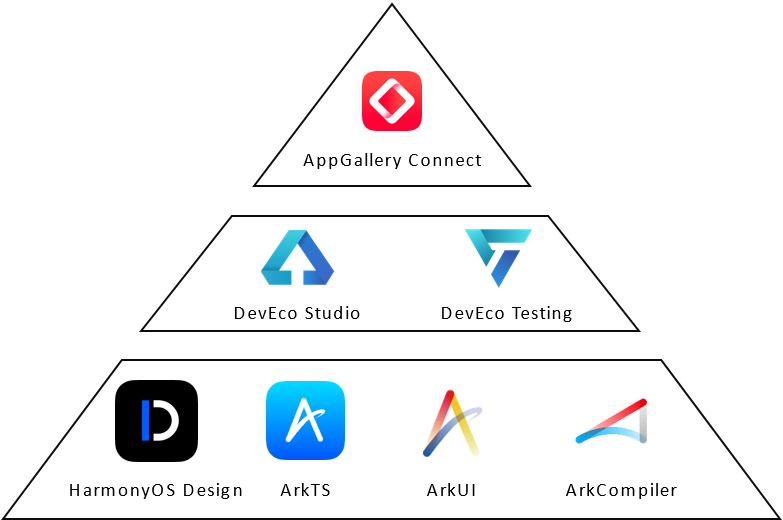 AppGallery Connect
DevEco Studio DevEco Testing
HarmonyOS Design ArkTS ArkUI ArkCompiler